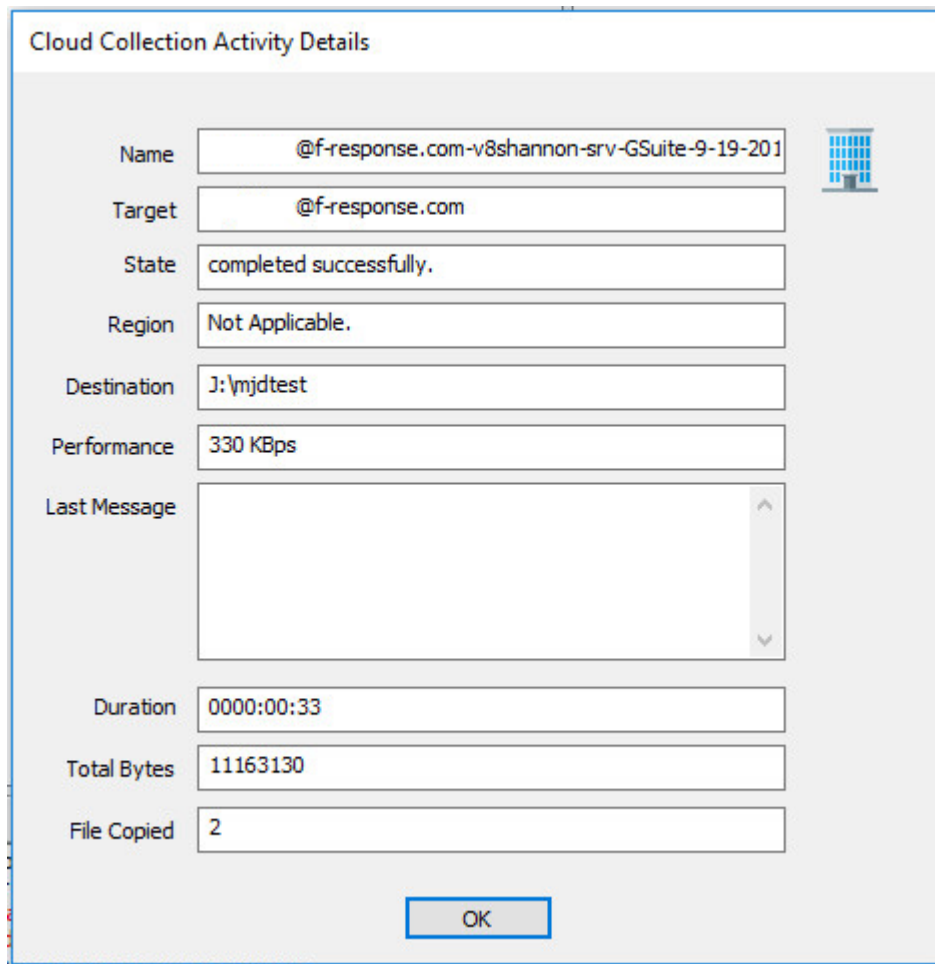 Cloud Collection Activity Details
Name @f-response.com-v8shannon-srv-GSuite-9-19-201
Target @f-response.com
State completed successfully.
Region Not Applicable.
Destination J:\mjdtest
Performance 330 KBps
Last Message
Duration 0000:00:33
Total Bytes 11163130
File Copied 2
OK